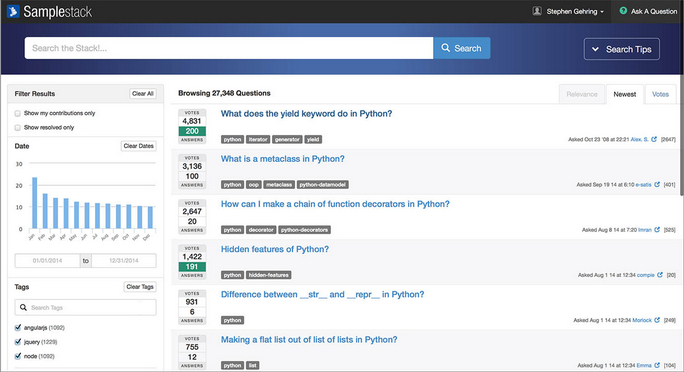 Samplestack
Stephen Gehring
Ask A Question
Search the Stack!...
Search
Search Tips
Filter Results
Clear All
Show my contributions only
Show resolved only
Date
Clear Dates
30
20
10
0
Jan Feb Mar Apr May Jun Jul Aug Sep Oct Nov Dec
01/01/2014 to 12/31/2014
Tags
Clear Tags
Search Tags
angularjs (1092)
jquery (1229)
node (1092)
Browsing 27,348 Questions
Relevance
Newest
Votes
VOTES
4,831
200
ANSWERS
What does the yield keyword do in Python?
python iterator generator yield
Asked Oct 23 '08 at 22:21 Alex. S. [2647]
VOTES
3,136
100
ANSWERS
What is a metaclass in Python?
python oop metaclass python-datamodel
Asked Sep 19 14 at 6:10 e-satis [401]
VOTES
2,647
20
ANSWERS
How can I make a chain of function decorators in Python?
python decorator python-decorators
Asked Aug 8 14 at 7:20 Imran [525]
VOTES
1,422
191
ANSWERS
Hidden features of Python?
python hidden-features
Asked Aug 1 14 at 12:34 compie [20]
VOTES
931
6
ANSWERS
Difference between __str__ and __repr__ in Python?
python
Asked Aug 1 14 at 12:34 Morlock [249]
VOTES
755
12
ANSWERS
Making a flat list out of list of lists in Python?
python list
Asked Aug 1 14 at 12:34 Emma [104]